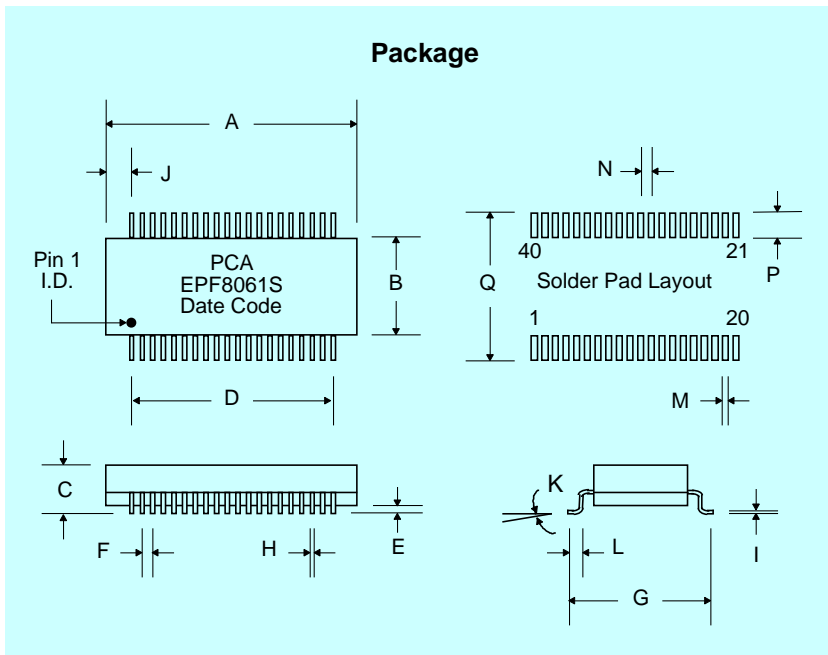 Package
A
J
N
Pin 1
I.D.
PCA
EPF8061S
Date Code
B
Q
40
21
Solder Pad Layout
1
20
P
D
M
C
F
H
E
K
L
G
I